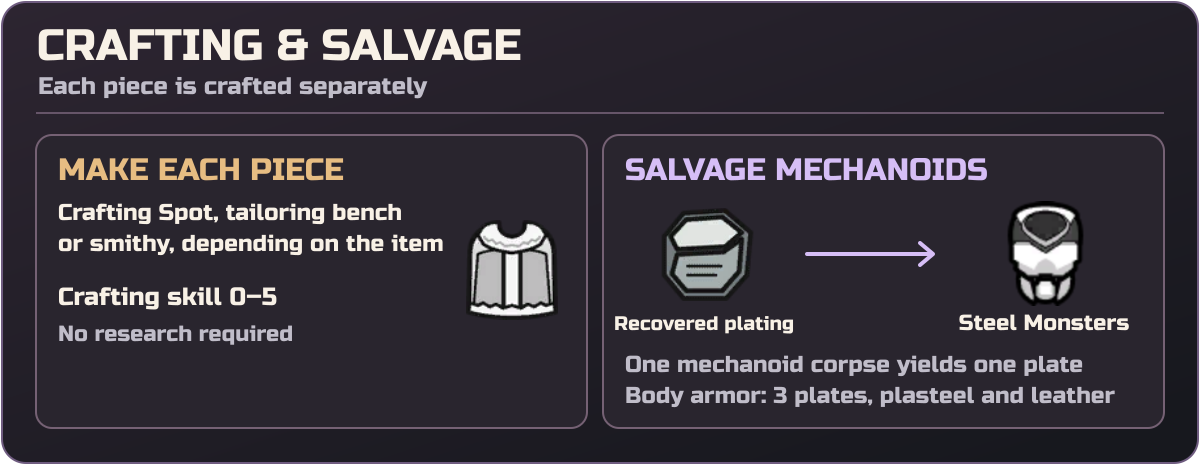 CRAFTING & SALVAGE
Each piece is crafted separately
MAKE EACH PIECE
Crafting Spot, tailoring bench
or smithy, depending on the item
Crafting skill 0–5
No research required
SALVAGE MECHANOIDS
Recovered plating
Steel Monsters
One mechanoid corpse yields one plate
Body armor: 3 plates, plasteel and leather